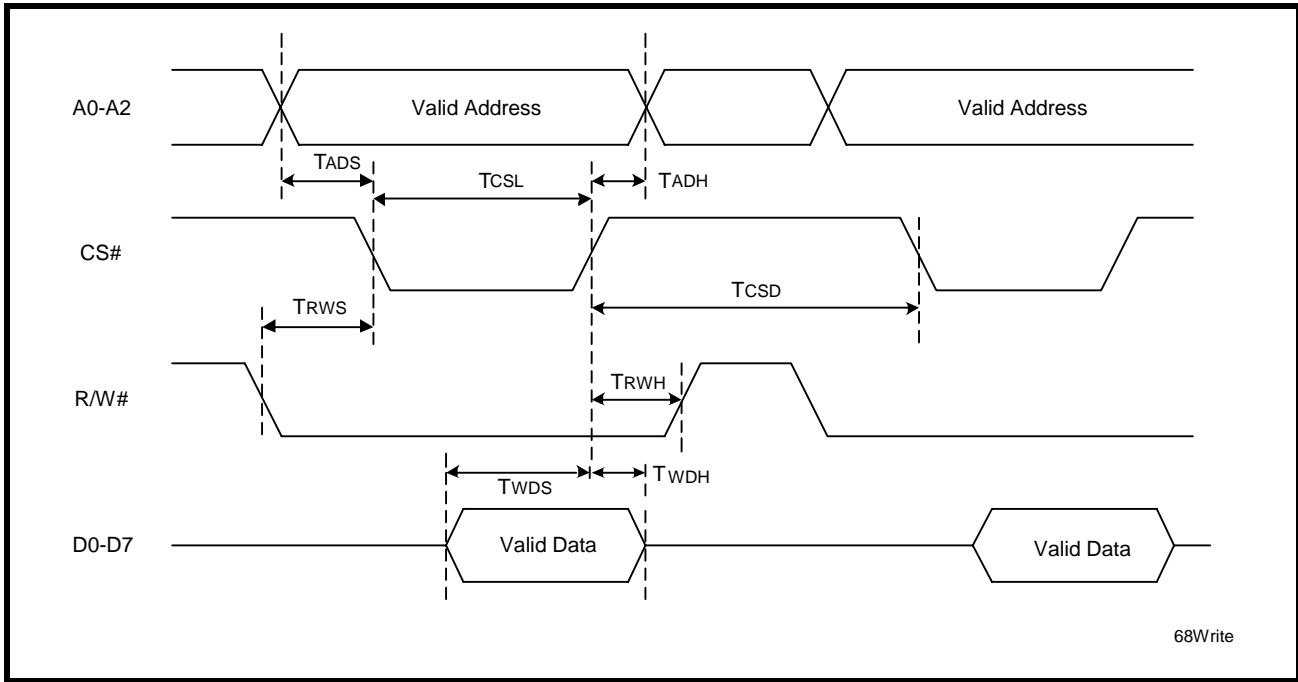 A0-A2
Valid Address
Valid Address
TADS
TCSL
TADH
CS#
TCSD
TRWS
R/W#
TRWH
TWDS
TWDH
D0-D7
Valid Data
Valid Data
68Write